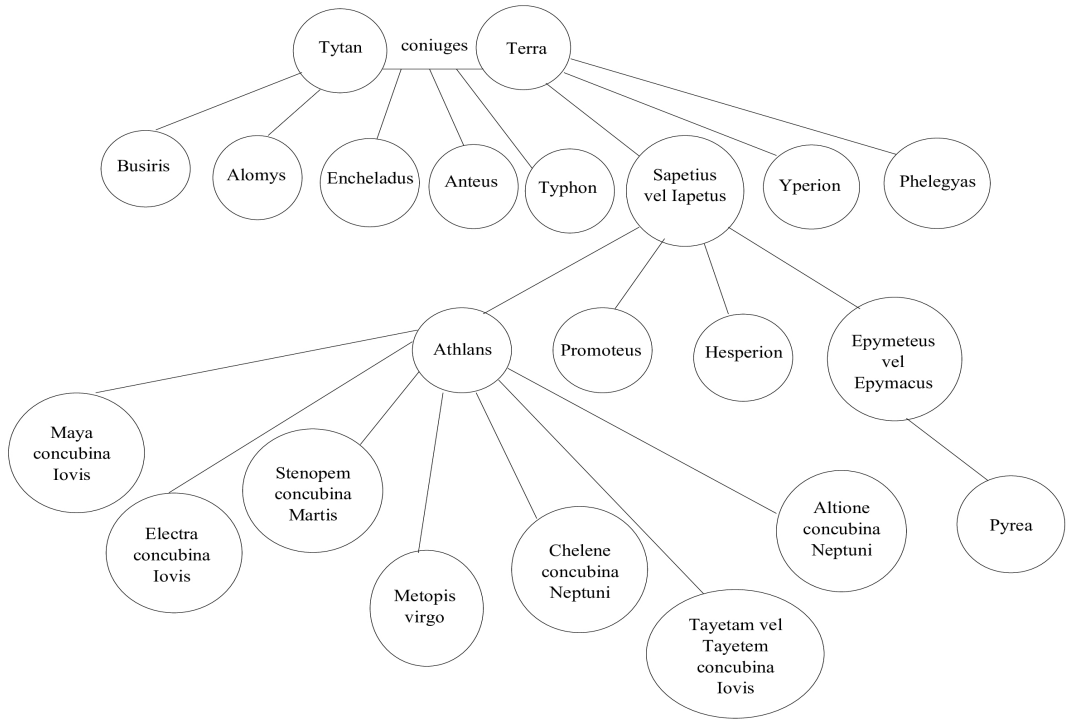 Tytan
coniuges
Terra
Busiris
Alomys
Encheladus
Anteus
Typhon
Sapetius
vel Iapetus
Yperion
Phelegyas
Athlans
Promoteus
Hesperion
Epymeteus
vel
Epymacus
Maya
concubina
Iovis
Electra
concubina
Iovis
Stenopem
concubina
Martis
Metopis
virgo
Chelene
concubina
Neptuni
Tayetam vel
Tayetem
concubina
Iovis
Altione
concubina
Neptuni
Pyrea